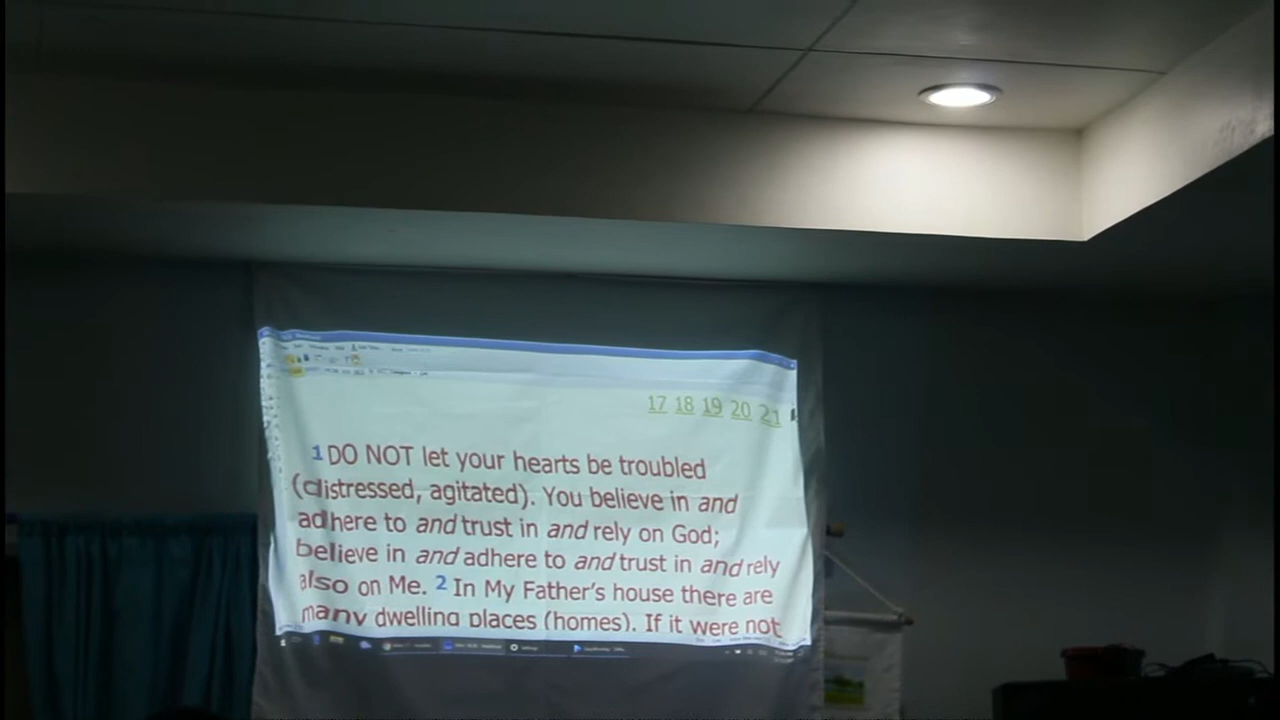 17 18 19 20 21
1 DO NOT let your hearts be troubled
(distressed, agitated). You believe in and
adhere to and trust in and rely on God;
believe in and adhere to and trust in and rely
also on Me. 2 In My Father's house there are
many dwelling places (homes). If it were not